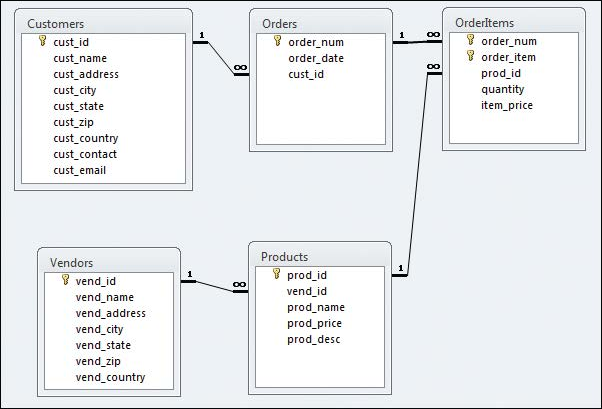 Customers
cust_id
cust_name
cust_address
cust_city
cust_state
cust_zip
cust_country
cust_contact
cust_email
1
∞
Orders
order_num
order_date
cust_id
1
∞
OrderItems
order_num
order_item
prod_id
quantity
item_price
∞
Vendors
vend_id
vend_name
vend_address
vend_city
vend_state
vend_zip
vend_country
1
∞
Products
prod_id
vend_id
prod_name
prod_price
prod_desc
1